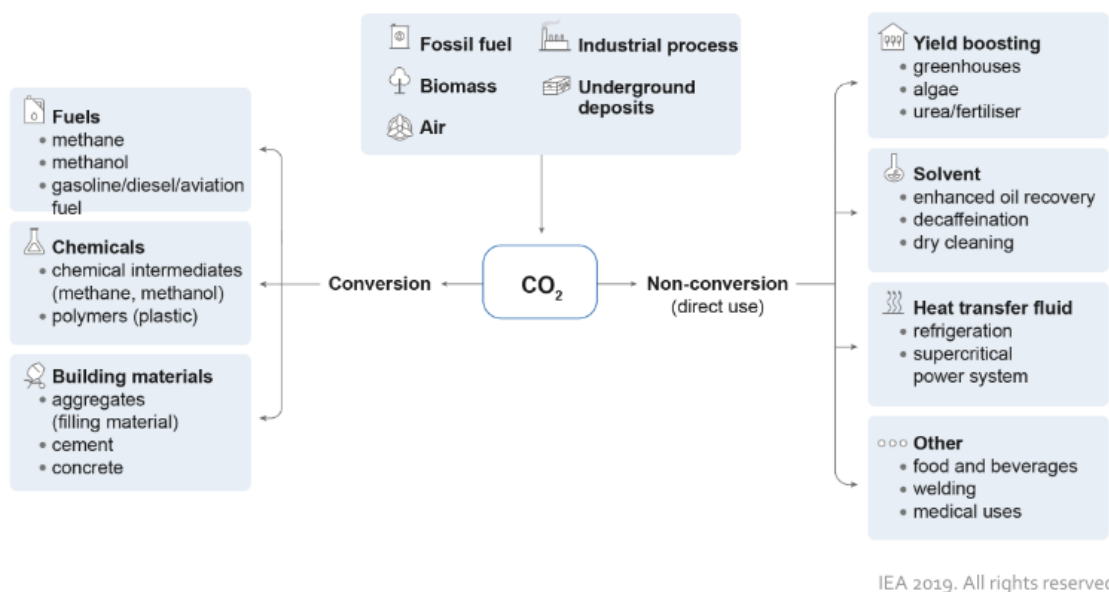 Fossil fuel
Industrial process
Biomass
Underground
deposits
Air
Fuels
• methane
• methanol
• gasoline/diesel/aviation
fuel
Chemicals
• chemical intermediates
(methane, methanol)
• polymers (plastic)
Building materials
• aggregates
(filling material)
• cement
• concrete
Conversion
CO₂
Non-conversion
(direct use)
Yield boosting
• greenhouses
• algae
• urea/fertiliser
Solvent
• enhanced oil recovery
• decaffeination
• dry cleaning
Heat transfer fluid
• refrigeration
• supercritical
power system
Other
• food and beverages
• welding
• medical uses
IEA 2019. All rights reserved